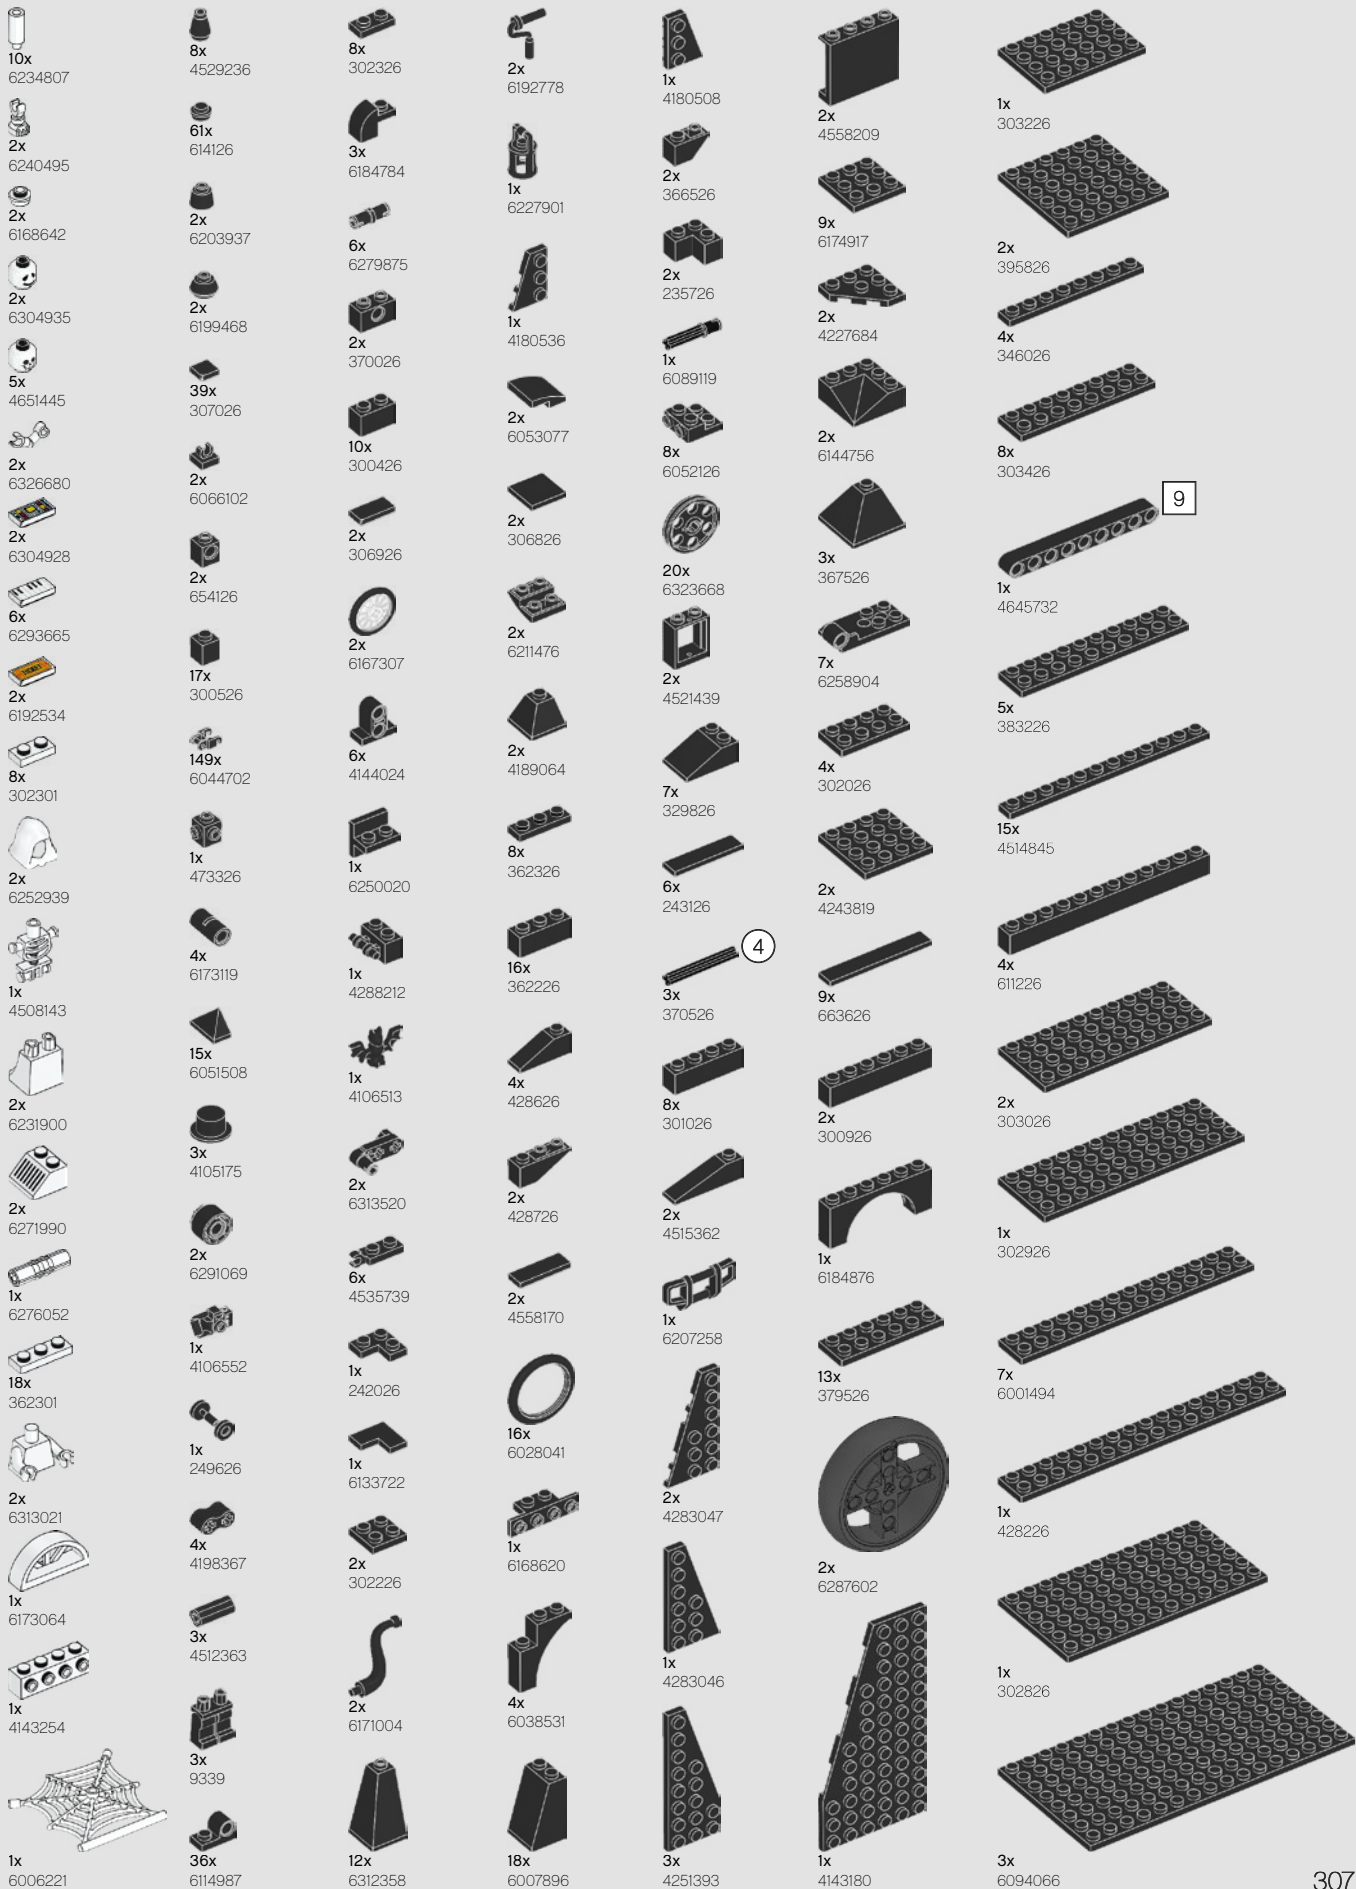 10x
6234807
2x
6240495
2x
6168642
2x
6304935
5x
4651445
2x
6326680
2x
6304928
6x
6293665
TICKET
2x
6192534
8x
302301
2x
6252939
1x
4508143
2x
6231900
2x
6271990
1x
6276052
18x
362301
2x
6313021
1x
6173064
1x
4143254
1x
6006221
8x
4529236
61x
614126
2x
6203937
2x
6199468
39x
307026
2x
6066102
2x
654126
17x
300526
149x
6044702
1x
473326
4x
6173119
15x
6051508
3x
4105175
2x
6291069
1x
4106552
1x
249626
4x
4198367
3x
4512363
3x
9339
36x
6114987
8x
302326
3x
6184784
6x
6279875
2x
370026
10x
300426
2x
306926
2x
6167307
6x
4144024
1x
6250020
1x
4288212
1x
4106513
2x
6313520
6x
4535739
1x
242026
1x
6133722
2x
302226
2x
6171004
12x
6312358
2x
6192778
1x
6227901
1x
4180536
2x
6053077
2x
306826
2x
6211476
2x
4189064
8x
362326
16x
362226
4x
428626
2x
428726
2x
4558170
16x
6028041
1x
6168620
4x
6038531
18x
6007896
1x
4180508
2x
366526
2x
235726
1x
6089119
8x
6052126
20x
6323668
2x
4521439
7x
329826
6x
243126
4
3x
370526
8x
301026
2x
4515362
1x
6207258
2x
4283047
1x
4283046
3x
4251393
2x
4558209
9x
6174917
2x
4227684
2x
6144756
3x
367526
7x
6258904
4x
302026
2x
4243819
9x
663626
2x
300926
1x
6184876
13x
379526
2x
6287602
1x
4143180
1x
303226
2x
395826
4x
346026
8x
303426
9
1x
4645732
5x
383226
15x
4514845
4x
611226
2x
303026
1x
302926
7x
6001494
1x
428226
1x
302826
3x
6094066
307